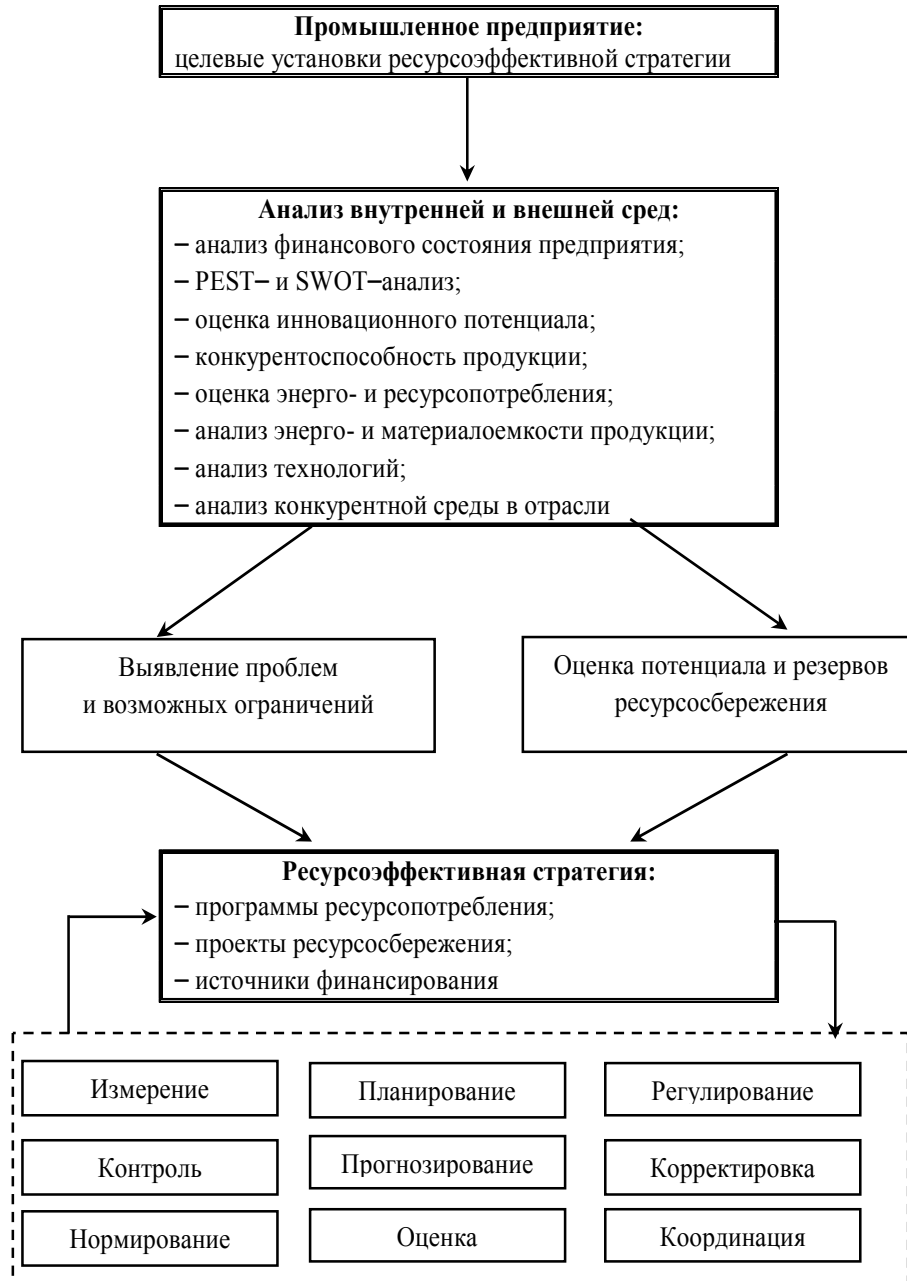 Промышленное предприятие:
целевые установки ресурсоэффективной стратегии
Анализ внутренней и внешней сред:
– анализ финансового состояния предприятия;
– PEST– и SWOT–анализ;
– оценка инновационного потенциала;
– конкурентоспособность продукции;
– оценка энерго- и ресурсопотребления;
– анализ энерго- и материалоемкости продукции;
– анализ технологий;
– анализ конкурентной среды в отрасли
Выявление проблем
и возможных ограничений
Оценка потенциала и резервов
ресурсосбережения
Ресурсоэффективная стратегия:
– программы ресурсопотребления;
– проекты ресурсосбережения;
– источники финансирования
Измерение
Планирование
Регулирование
Контроль
Прогнозирование
Корректировка
Нормирование
Оценка
Координация